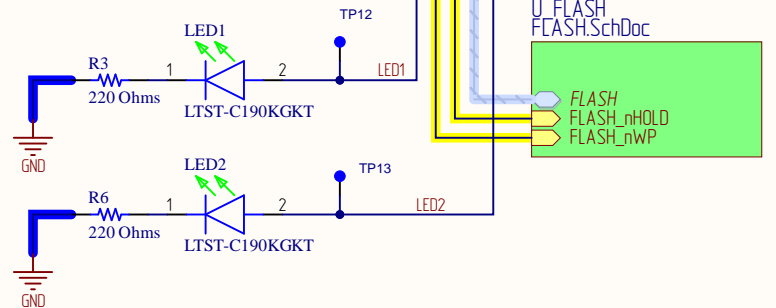 U_FLASH
FLASH.SchDoc
TP12
LED1
R3
1
2
LED1
220 Ohms
LTST-C190KGKT
GND
FLASH
FLASH_nHOLD
FLASH_nWP
LED2
TP13
R6
1
2
LED2
220 Ohms
LTST-C190KGKT
GND